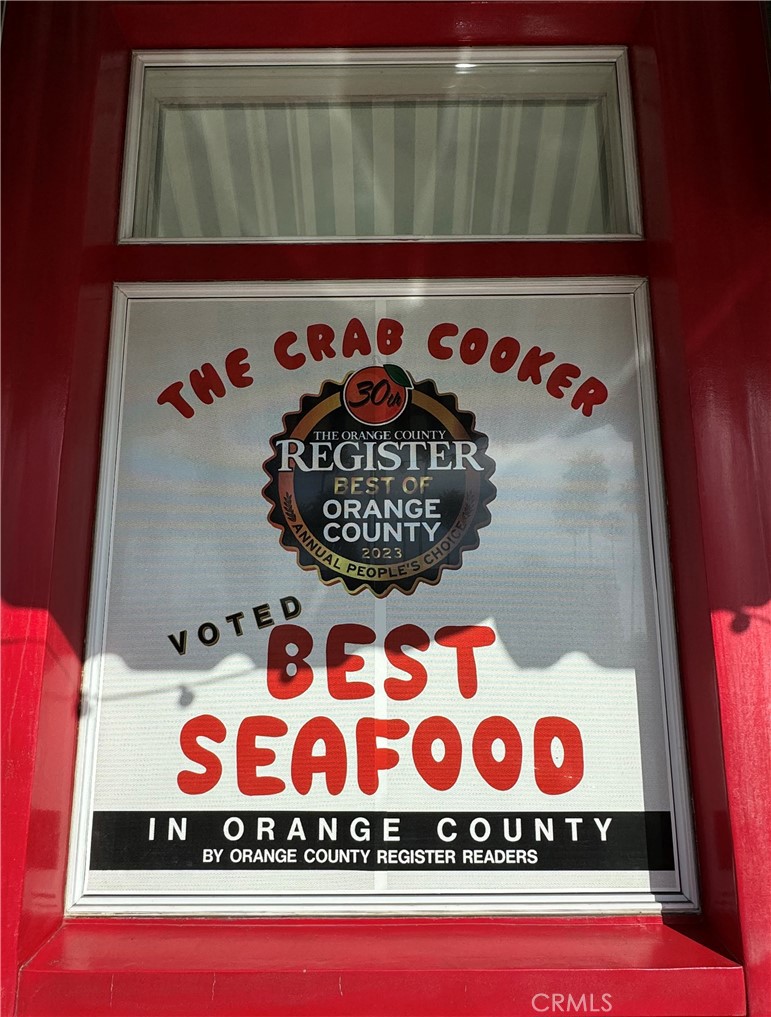 THE CRAB COOKER
30th
THE ORANGE COUNTY
REGISTER
BEST OF
ORANGE
COUNTY
2023
ANNUAL PEOPLE'S CHOICE
VOTED
BEST
SEAFOOD
IN ORANGE COUNTY
BY ORANGE COUNTY REGISTER READERS
CRMLS